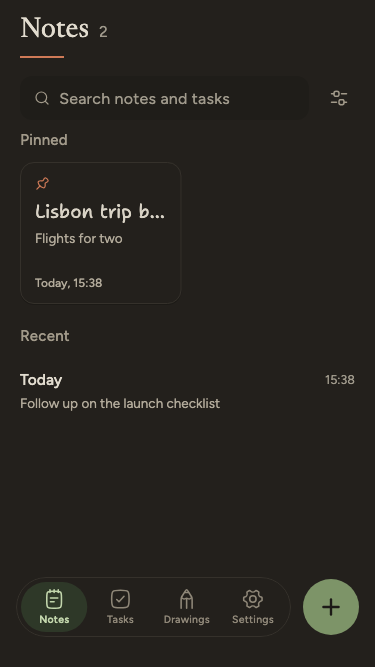 Notes 2
Search notes and tasks
Pinned
Lisbon trip b...
Flights for two
Today, 15:38
Recent
Today 15:38
Follow up on the launch checklist
Notes Tasks Drawings Settings